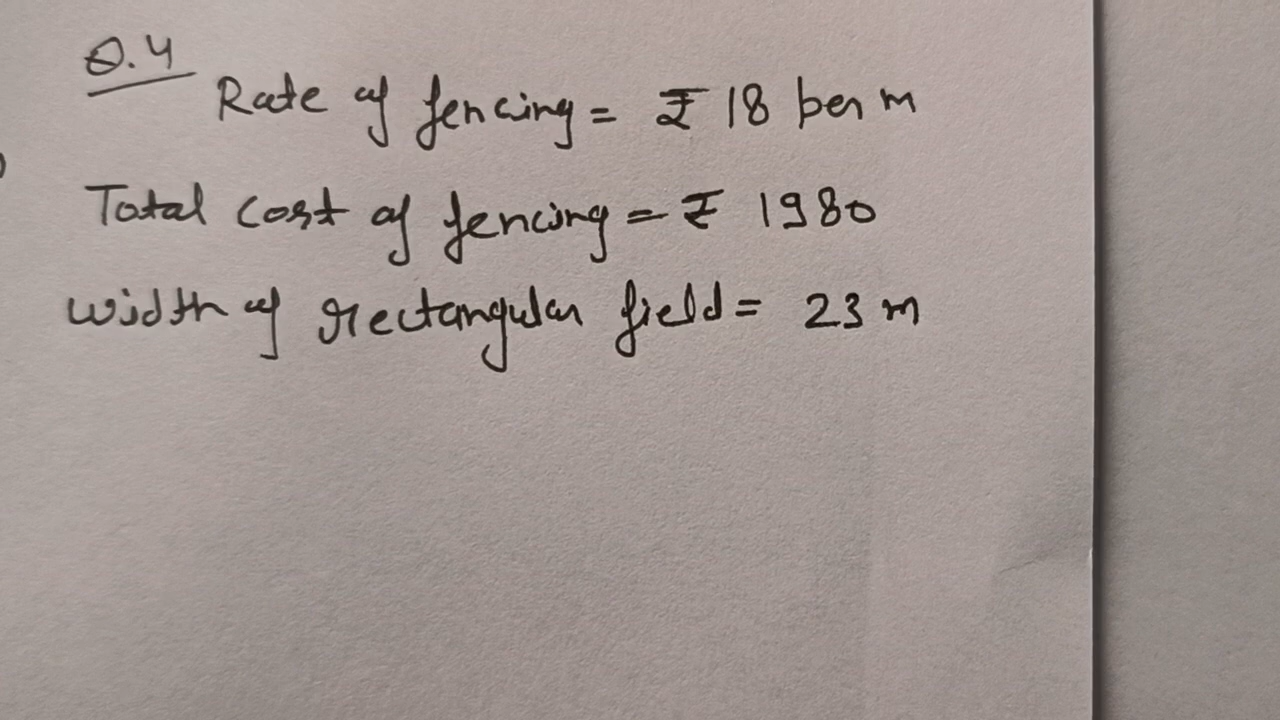 Q.4
Rate of fencing = ₹ 18 per m
Total cost of fencing = ₹ 1980
width of rectangular field = 23 m